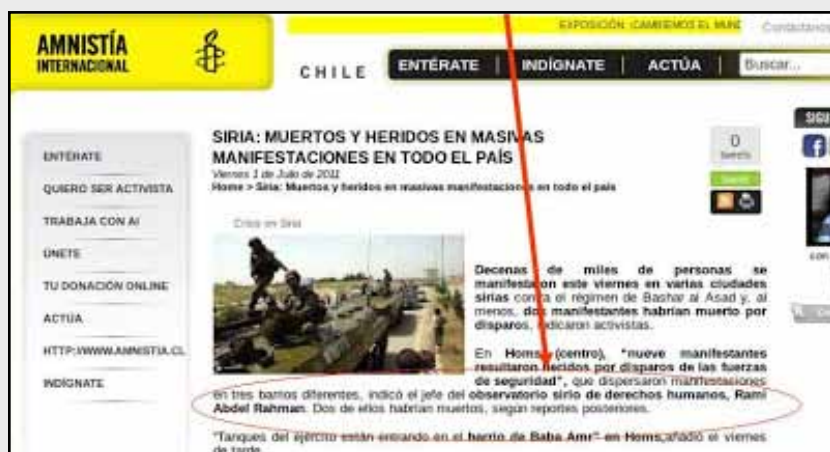 EXPOSICIÓN: ¡CAMBIEMOS EL MUND
Contáctanos
AMNISTÍA
INTERNACIONAL
CHILE
ENTÉRATE | INDÍGNATE | ACTÚA
Buscar...
SIGU
ENTÉRATE
QUIERO SER ACTIVISTA
TRABAJA CON AI
ÚNETE
TU DONACIÓN ONLINE
ACTÚA
HTTP://WWW.AMNISTIA.CL
INDÍGNATE
SIRIA: MUERTOS Y HERIDOS EN MASIVAS
MANIFESTACIONES EN TODO EL PAÍS
Viernes 1 de Julio de 2011
Home > Siria: Muertos y heridos en masivas manifestaciones en todo el país
0
tweets
Crisis en Siria
Decenas de miles de personas se
manifestaron este viernes en varias ciudades
sirias contra el régimen de Bashar al Asad y, al
menos, dos manifestantes habrían muerto por
disparos, indicaron activistas.
En Homs (centro), "nueve manifestantes
resultaron heridos por disparos de las fuerzas
de seguridad", que dispersaron manifestaciones
en tres barrios diferentes, indicó el jefe del observatorio sirio de derechos humanos, Rami
Abdel Rahman. Dos de ellos habrían muertos, según reportes posteriores.
"Tanques del ejército están entrando en el barrio de Baba Amr" en Homs,añadió el viernes
de tarde.